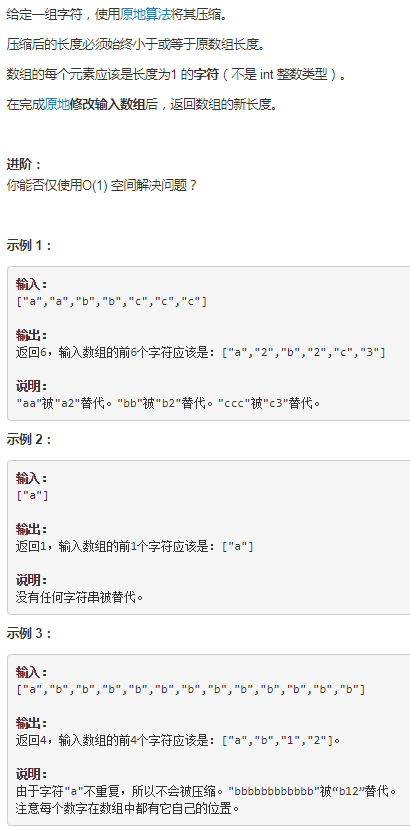 给定一组字符，使用原地算法将其压缩。
压缩后的长度必须始终小于或等于原数组长度。
数组的每个元素应该是长度为1 的字符（不是 int 整数类型）。
在完成原地修改输入数组后，返回数组的新长度。
进阶：
你能否仅使用O(1) 空间解决问题？
示例 1：
输入：
["a","a","b","b","c","c","c"]
输出：
返回6，输入数组的前6个字符应该是：["a","2","b","2","c","3"]
说明：
"aa"被"a2"替代。"bb"被"b2"替代。"ccc"被"c3"替代。
示例 2：
输入：
["a"]
输出：
返回1，输入数组的前1个字符应该是：["a"]
说明：
没有任何字符串被替代。
示例 3：
输入：
["a","b","b","b","b","b","b","b","b","b","b","b","b"]
输出：
返回4，输入数组的前4个字符应该是：["a","b","1","2"]。
说明：
由于字符"a"不重复，所以不会被压缩。"bbbbbbbbbbbb"被“b12”替代。
注意每个数字在数组中都有它自己的位置。